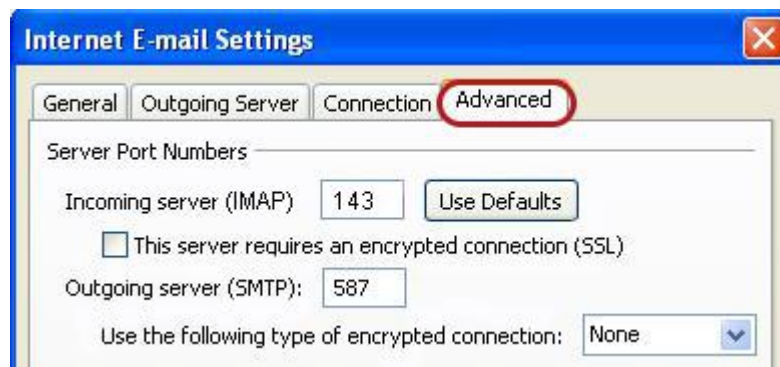 Internet E-mail Settings
General Outgoing Server Connection Advanced
Server Port Numbers
Incoming server (IMAP) 143 Use Defaults
This server requires an encrypted connection (SSL)
Outgoing server (SMTP): 587
Use the following type of encrypted connection: None